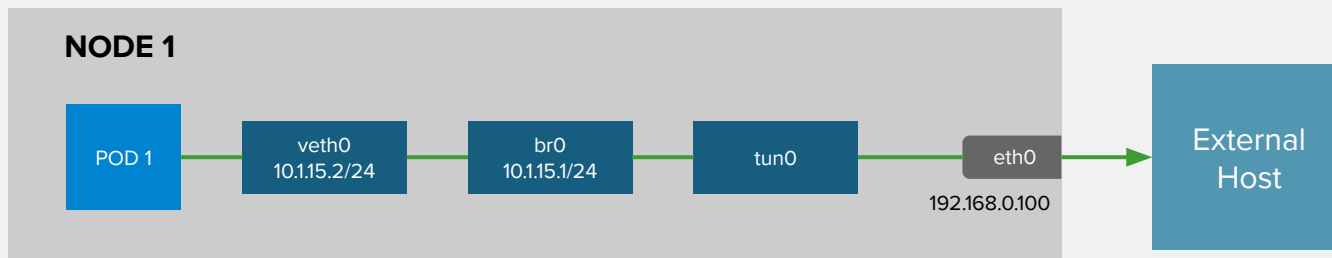 NODE 1
POD 1
veth0
10.1.15.2/24
br0
10.1.15.1/24
tun0
eth0
192.168.0.100
External
Host